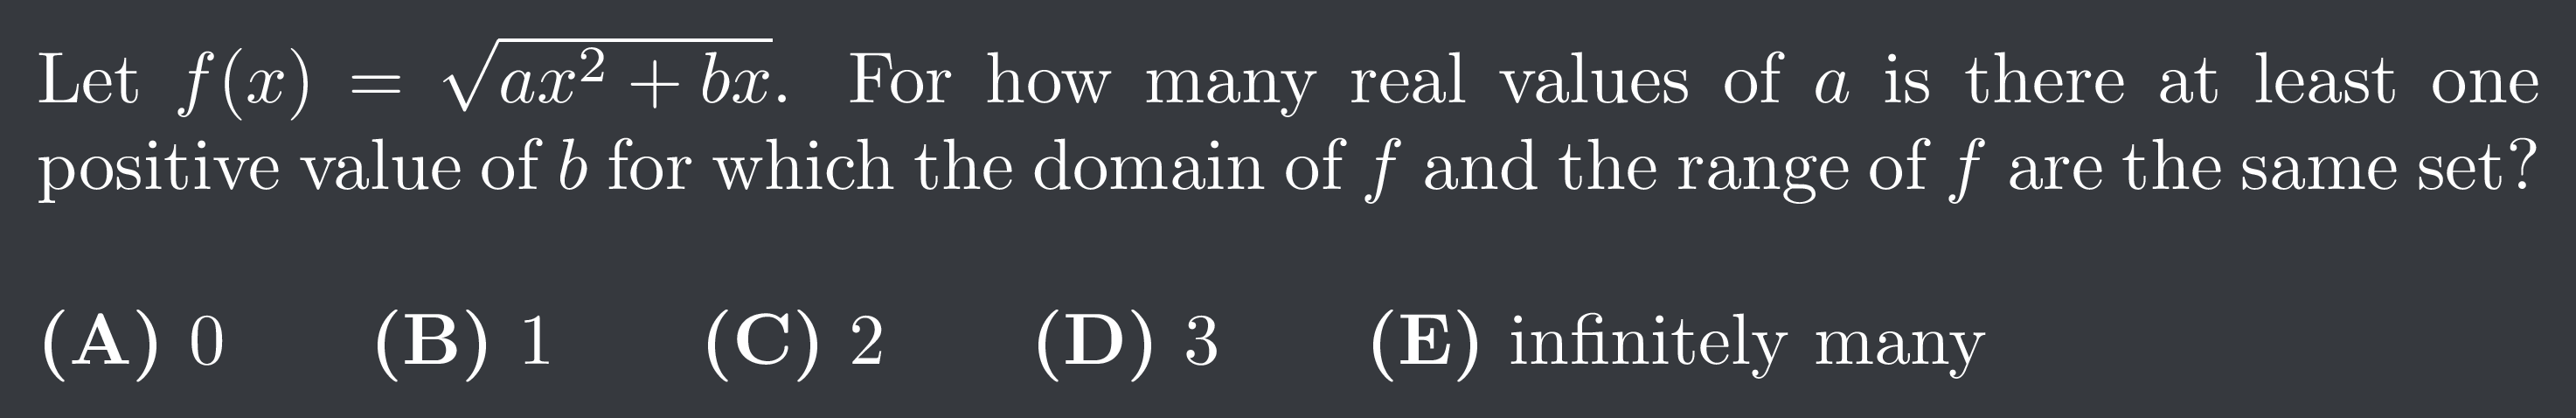 Let f(x) = √(ax² + bx). For how many real values of a is there at least one
positive value of b for which the domain of f and the range of f are the same set?
(A) 0 (B) 1 (C) 2 (D) 3 (E) infinitely many